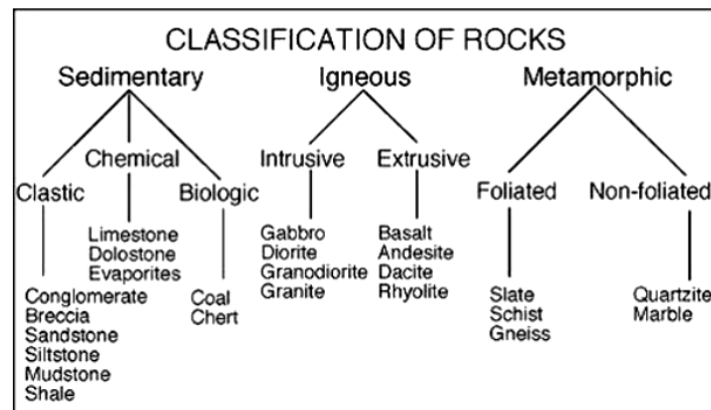 CLASSIFICATION OF ROCKS
Sedimentary
Igneous
Metamorphic
Clastic
Chemical
Biologic
Intrusive
Extrusive
Foliated
Non-foliated
Conglomerate
Breccia
Sandstone
Siltstone
Mudstone
Shale
Limestone
Dolostone
Evaporites
Coal
Chert
Gabbro
Diorite
Granodiorite
Granite
Basalt
Andesite
Dacite
Rhyolite
Slate
Schist
Gneiss
Quartzite
Marble